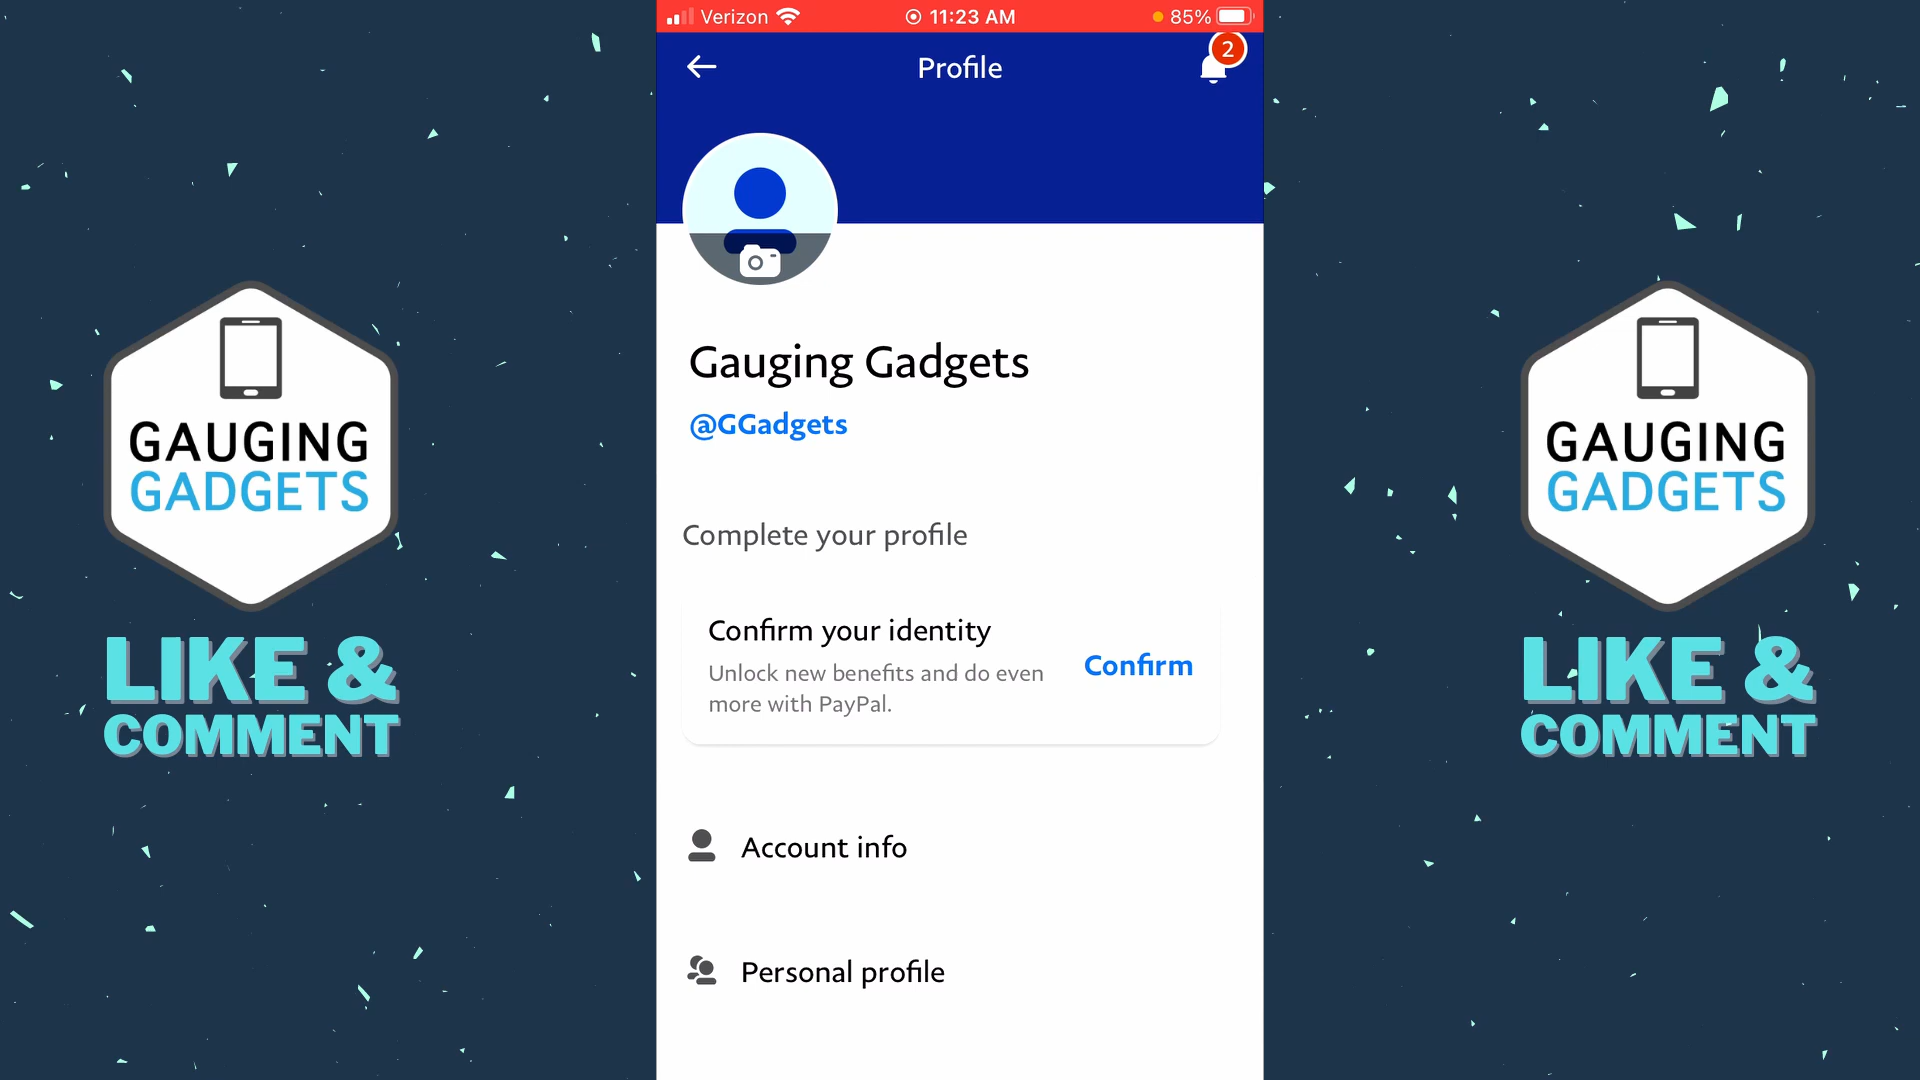 Verizon
11:23 AM
85%
Profile
2
Gauging Gadgets
@GGadgets
Complete your profile
Confirm your identity
Unlock new benefits and do even
more with PayPal.
Confirm
Account info
Personal profile
GAUGING
GADGETS
LIKE &
COMMENT
GAUGING
GADGETS
LIKE &
COMMENT